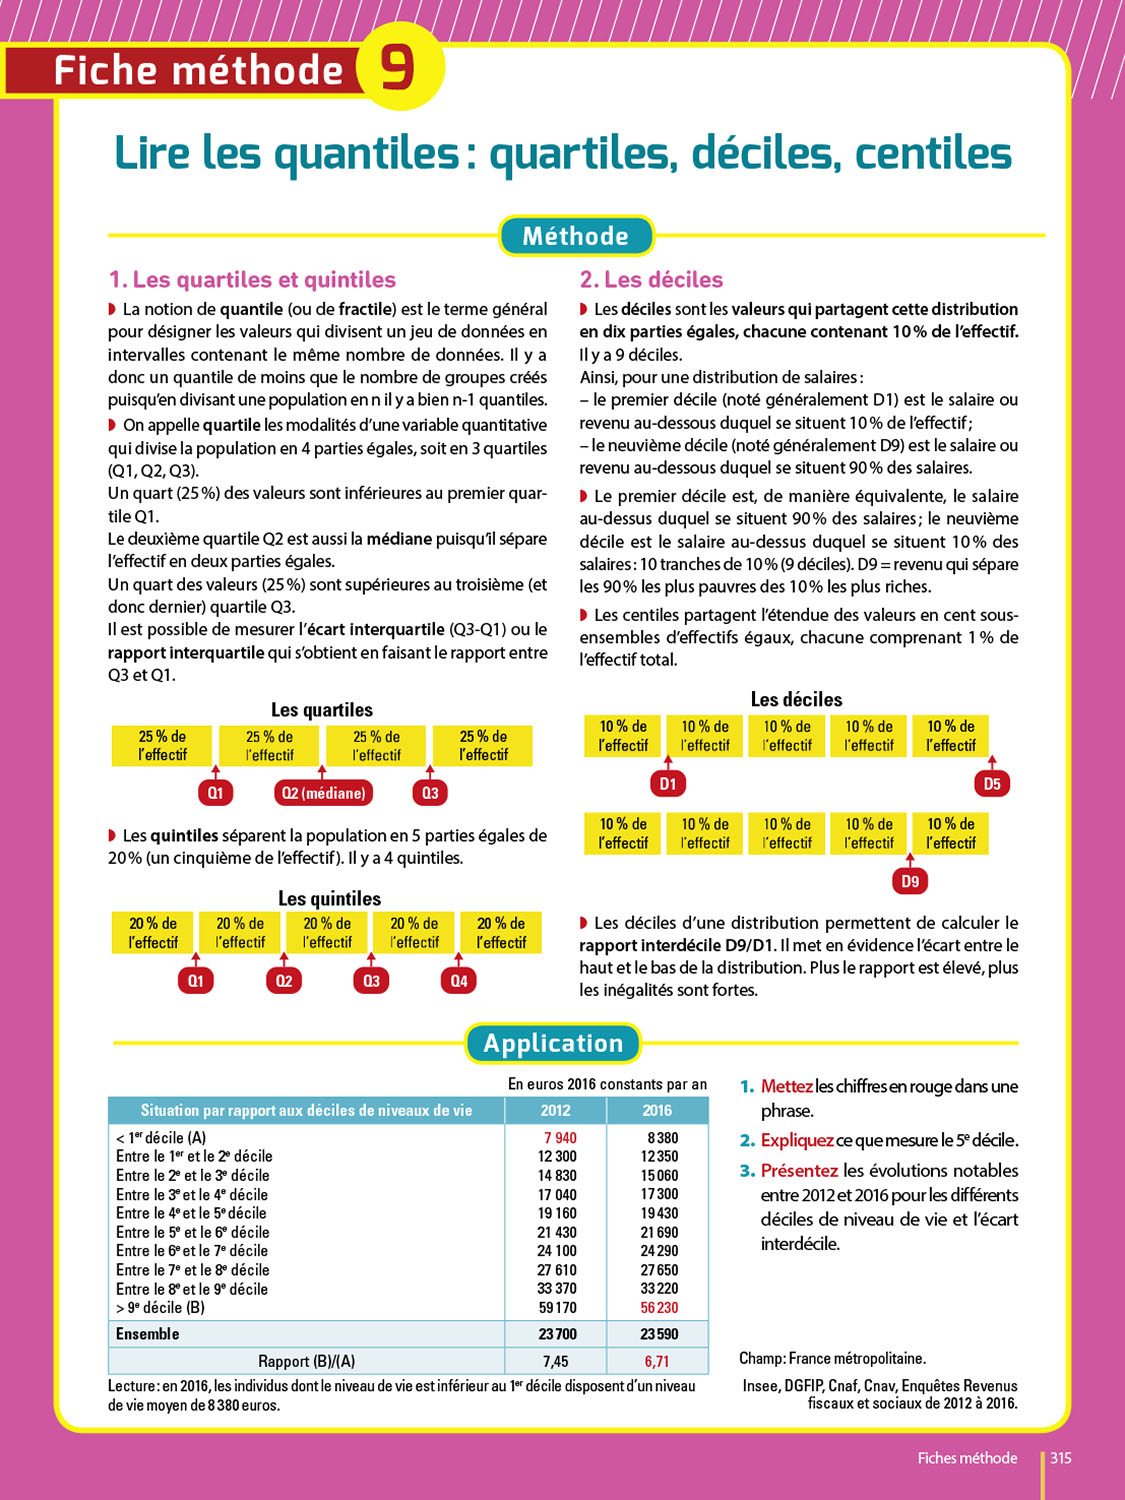 Fiche méthode 9
Lire les quantiles : quartiles, déciles, centiles
Méthode
1. Les quartiles et quintiles
La notion de quantile (ou de fractile) est le terme général
pour désigner les valeurs qui divisent un jeu de données en
intervalles contenant le même nombre de données. Il y a
donc un quantile de moins que le nombre de groupes créés
puisqu'en divisant une population en n il y a bien n-1 quantiles.
On appelle quartile les modalités d'une variable quantitative
qui divise la population en 4 parties égales, soit en 3 quartiles
(Q1, Q2, Q3).
Un quart (25 %) des valeurs sont inférieures au premier quar-
tile Q1.
Le deuxième quartile Q2 est aussi la médiane puisqu'il sépare
l'effectif en deux parties égales.
Un quart des valeurs (25 %) sont supérieures au troisième (et
donc dernier) quartile Q3.
Il est possible de mesurer l'écart interquartile (Q3-Q1) ou le
rapport interquartile qui s'obtient en faisant le rapport entre
Q3 et Q1.
Les quartiles
25 % de 25 % de 25 % de 25 % de
l'effectif l'effectif l'effectif l'effectif
Q1 Q2 (médiane) Q3
Les quintiles séparent la population en 5 parties égales de
20 % (un cinquième de l'effectif). Il y a 4 quintiles.
Les quintiles
20 % de 20 % de 20 % de 20 % de 20 % de
l'effectif l'effectif l'effectif l'effectif l'effectif
Q1 Q2 Q3 Q4
2. Les déciles
Les déciles sont les valeurs qui partagent cette distribution
en dix parties égales, chacune contenant 10 % de l'effectif.
Il y a 9 déciles.
Ainsi, pour une distribution de salaires :
– le premier décile (noté généralement D1) est le salaire ou
revenu au-dessous duquel se situent 10 % de l'effectif ;
– le neuvième décile (noté généralement D9) est le salaire ou
revenu au-dessous duquel se situent 90 % des salaires.
Le premier décile est, de manière équivalente, le salaire
au-dessus duquel se situent 90 % des salaires ; le neuvième
décile est le salaire au-dessus duquel se situent 10 % des
salaires : 10 tranches de 10 % (9 déciles). D9 = revenu qui sépare
les 90 % les plus pauvres des 10 % les plus riches.
Les centiles partagent l'étendue des valeurs en cent sous-
ensembles d'effectifs égaux, chacune comprenant 1 % de
l'effectif total.
Les déciles
10 % de 10 % de 10 % de 10 % de 10 % de
l'effectif l'effectif l'effectif l'effectif l'effectif
D1 D5
10 % de 10 % de 10 % de 10 % de 10 % de
l'effectif l'effectif l'effectif l'effectif l'effectif
D9
Les déciles d'une distribution permettent de calculer le
rapport interdécile D9/D1. Il met en évidence l'écart entre le
haut et le bas de la distribution. Plus le rapport est élevé, plus
les inégalités sont fortes.
Application
En euros 2016 constants par an
Situation par rapport aux déciles de niveaux de vie 2012 2016
< 1er décile (A) 7 940 8 380
Entre le 1er et le 2e décile 12 300 12 350
Entre le 2e et le 3e décile 14 830 15 060
Entre le 3e et le 4e décile 17 040 17 300
Entre le 4e et le 5e décile 19 160 19 430
Entre le 5e et le 6e décile 21 430 21 690
Entre le 6e et le 7e décile 24 100 24 290
Entre le 7e et le 8e décile 27 610 27 650
Entre le 8e et le 9e décile 33 370 33 220
> 9e décile (B) 59 170 56 230
Ensemble 23 700 23 590
Rapport (B)/(A) 7,45 6,71
Lecture : en 2016, les individus dont le niveau de vie est inférieur au 1er décile disposent d'un niveau
de vie moyen de 8 380 euros.
1. Mettez les chiffres en rouge dans une
phrase.
2. Expliquez ce que mesure le 5e décile.
3. Présentez les évolutions notables
entre 2012 et 2016 pour les différents
déciles de niveau de vie et l'écart
interdécile.
Champ : France métropolitaine.
Insee, DGFIP, Cnaf, Cnav, Enquêtes Revenus
fiscaux et sociaux de 2012 à 2016.
Fiches méthode 315